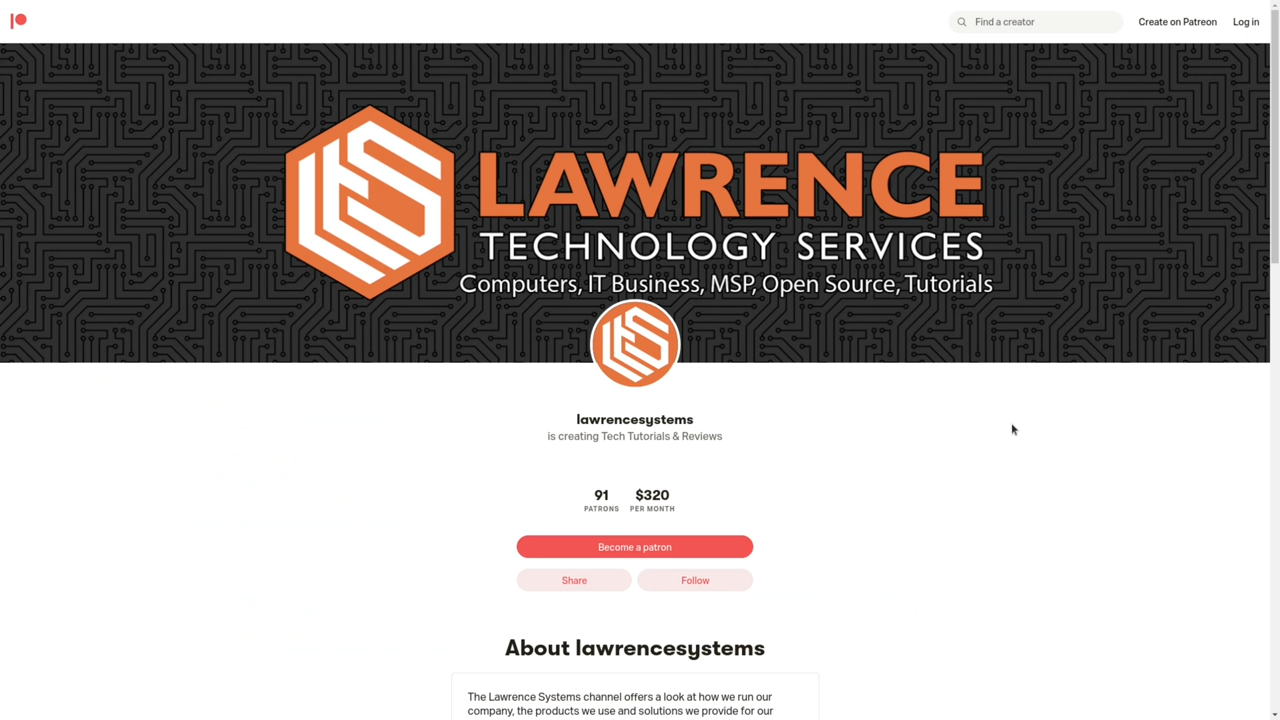 Find a creator
Create on Patreon
Log in
LAWRENCE
TECHNOLOGY SERVICES
Computers, IT Business, MSP, Open Source, Tutorials
lawrencesystems
is creating Tech Tutorials & Reviews
91
$320
PATRONS
PER MONTH
Become a patron
Share
Follow
About lawrencesystems
The Lawrence Systems channel offers a look at how we run our
company, the products we use and solutions we provide for our